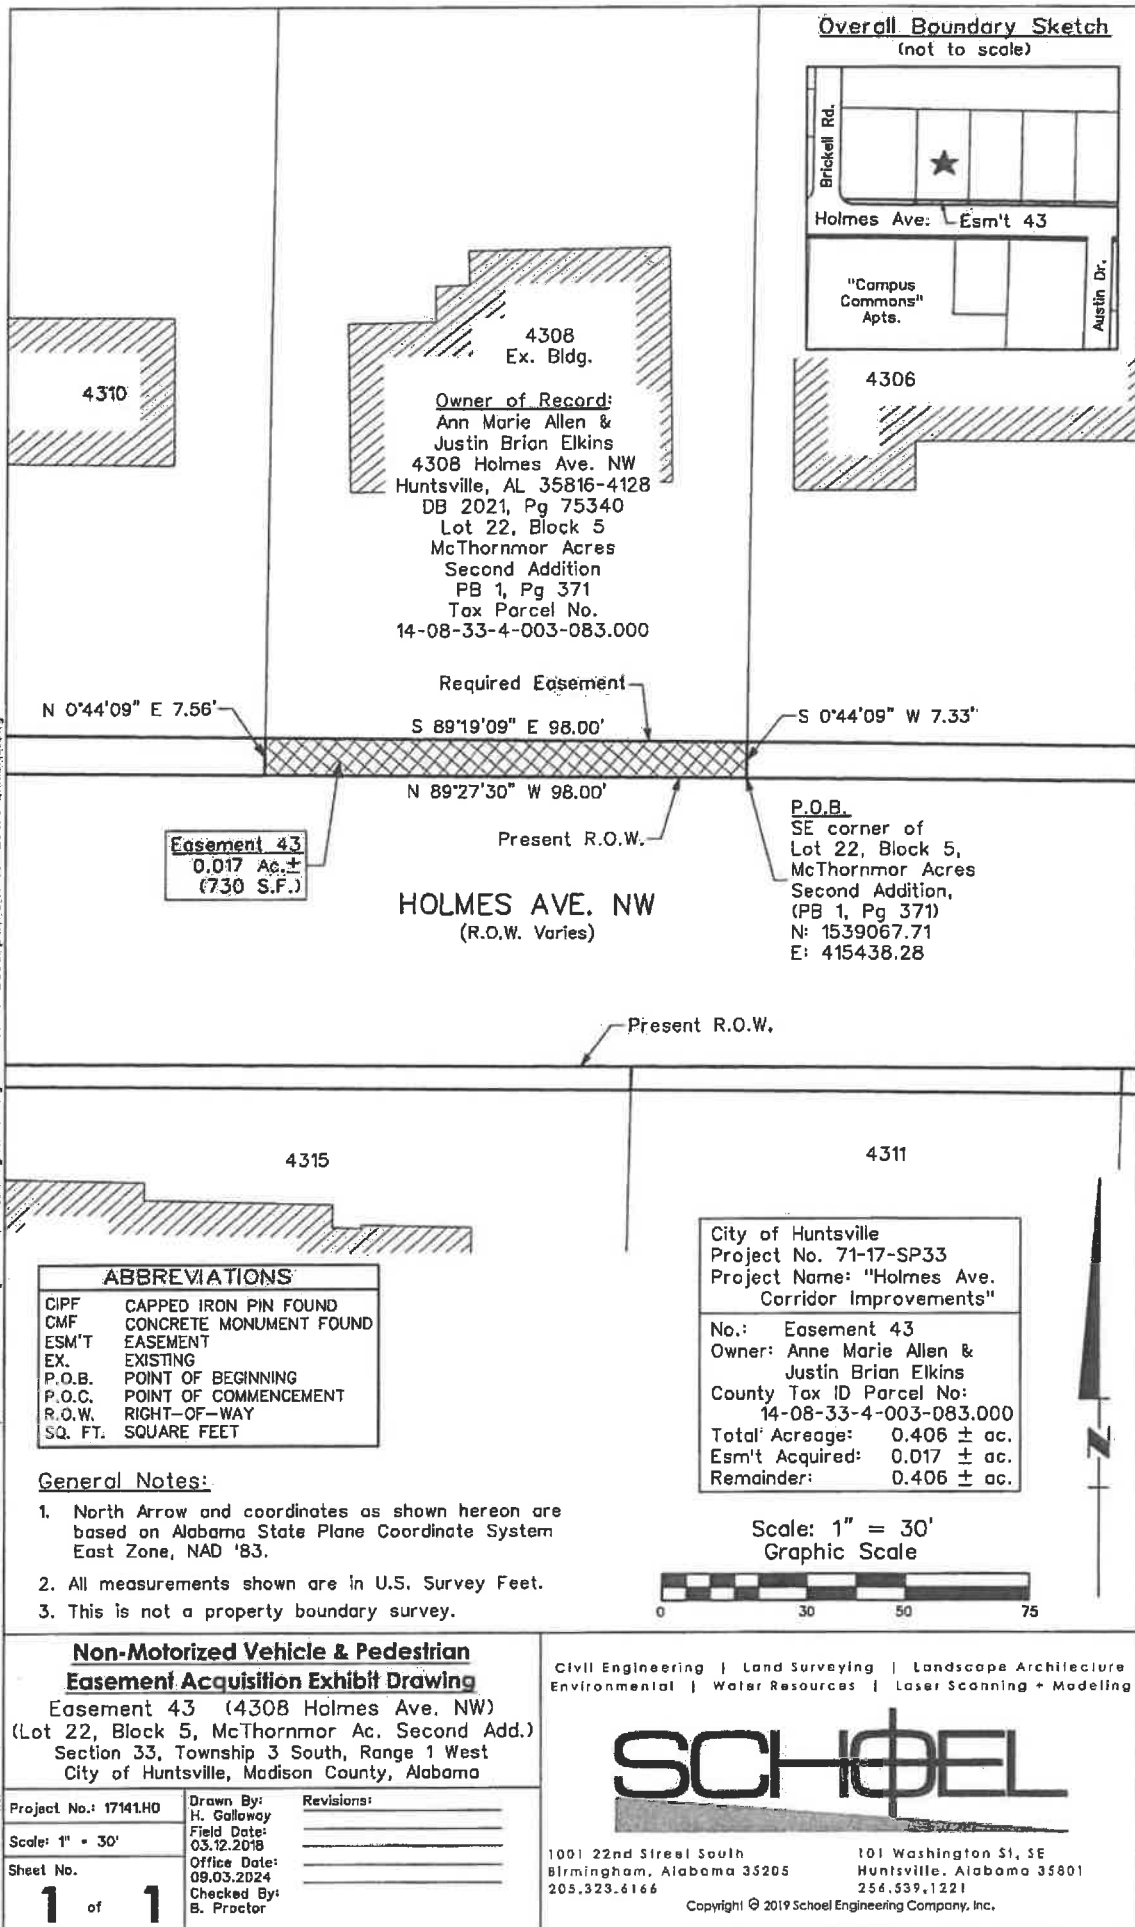 Overall Boundary Sketch
(not to scale)
Brickell Rd.
Holmes Ave.
Esm't 43
"Campus
Commons"
Apts.
Austin Dr.
4310
4308
Ex. Bldg.
4306
Owner of Record:
Ann Marie Allen &
Justin Brian Elkins
4308 Holmes Ave. NW
Huntsville, AL 35816-4128
DB 2021, Pg 75340
Lot 22, Block 5
McThornmor Acres
Second Addition
PB 1, Pg 371
Tax Parcel No.
14-08-33-4-003-083.000
Required Easement
N 0°44'09" E 7.56'
S 89°19'09" E 98.00'
S 0°44'09" W 7.33'
N 89°27'30" W 98.00'
Present R.O.W.
Easement 43
0.017 Ac.±
(730 S.F.)
P.O.B.
SE corner of
Lot 22, Block 5,
McThornmor Acres
Second Addition,
(PB 1, Pg 371)
N: 1539067.71
E: 415438.28
HOLMES AVE. NW
(R.O.W. Varies)
Present R.O.W.
4315
4311
ABBREVIATIONS
CIPF CAPPED IRON PIN FOUND
CMF CONCRETE MONUMENT FOUND
ESM'T EASEMENT
EX. EXISTING
P.O.B. POINT OF BEGINNING
P.O.C. POINT OF COMMENCEMENT
R.O.W. RIGHT-OF-WAY
SQ. FT. SQUARE FEET
City of Huntsville
Project No. 71-17-SP33
Project Name: "Holmes Ave.
Corridor Improvements"
No.: Easement 43
Owner: Anne Marie Allen &
Justin Brian Elkins
County Tax ID Parcel No:
14-08-33-4-003-083.000
Total Acreage: 0.406 ± ac.
Esm't Acquired: 0.017 ± ac.
Remainder: 0.406 ± ac.
N
General Notes:
1. North Arrow and coordinates as shown hereon are
based on Alabama State Plane Coordinate System
East Zone, NAD '83.
2. All measurements shown are in U.S. Survey Feet.
3. This is not a property boundary survey.
Scale: 1" = 30'
Graphic Scale
0 30 50 75
Non-Motorized Vehicle & Pedestrian
Easement Acquisition Exhibit Drawing
Easement 43 (4308 Holmes Ave. NW)
(Lot 22, Block 5, McThornmor Ac. Second Add.)
Section 33, Township 3 South, Range 1 West
City of Huntsville, Madison County, Alabama
Project No.: 17141.H0
Scale: 1" = 30'
Sheet No.
1 of 1
Drawn By:
H. Galloway
Field Date:
03.12.2018
Office Date:
09.03.2024
Checked By:
B. Proctor
Revisions:
Civil Engineering | Land Surveying | Landscape Architecture
Environmental | Water Resources | Laser Scanning + Modeling
SCHOEL
1001 22nd Street South
Birmingham, Alabama 35205
205.323.6166
101 Washington St, SE
Huntsville, Alabama 35801
256.539.1221
Copyright © 2019 Schoel Engineering Company, Inc.